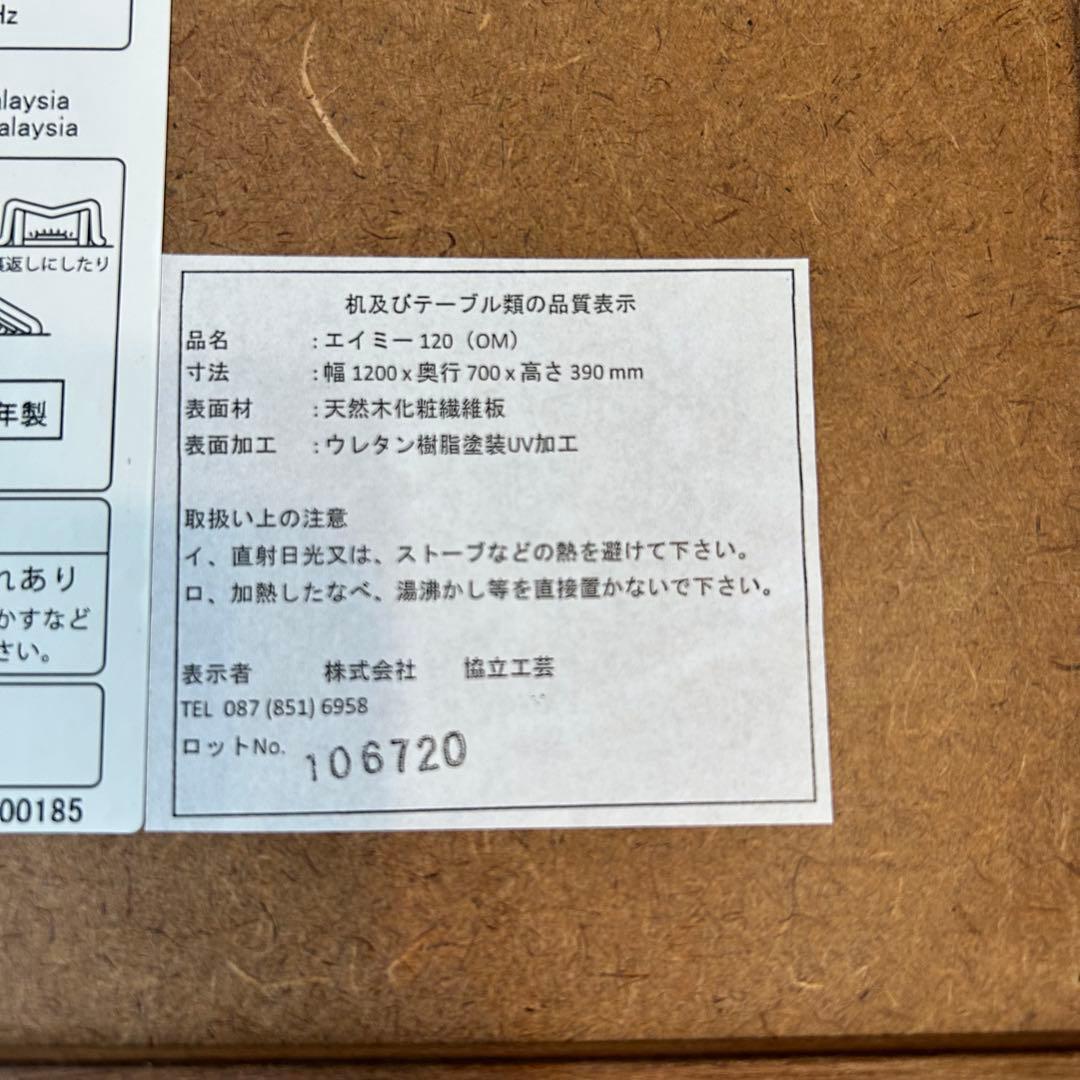 Hz
alaysia
alaysia
裏返しにしたり
年製
れあり
かすなど
さい。
00185
机及びテーブル類の品質表示
品名 : エイミー 120（OM）
寸法 : 幅 1200 x 奥行 700 x 高さ 390 mm
表面材 : 天然木化粧繊維板
表面加工 : ウレタン樹脂塗装UV加工
取扱い上の注意
イ、直射日光又は、ストーブなどの熱を避けて下さい。
ロ、加熱したなべ、湯沸かし等を直接置かないで下さい。
表示者 株式会社 協立工芸
TEL 087 (851) 6958
ロットNo. 106720